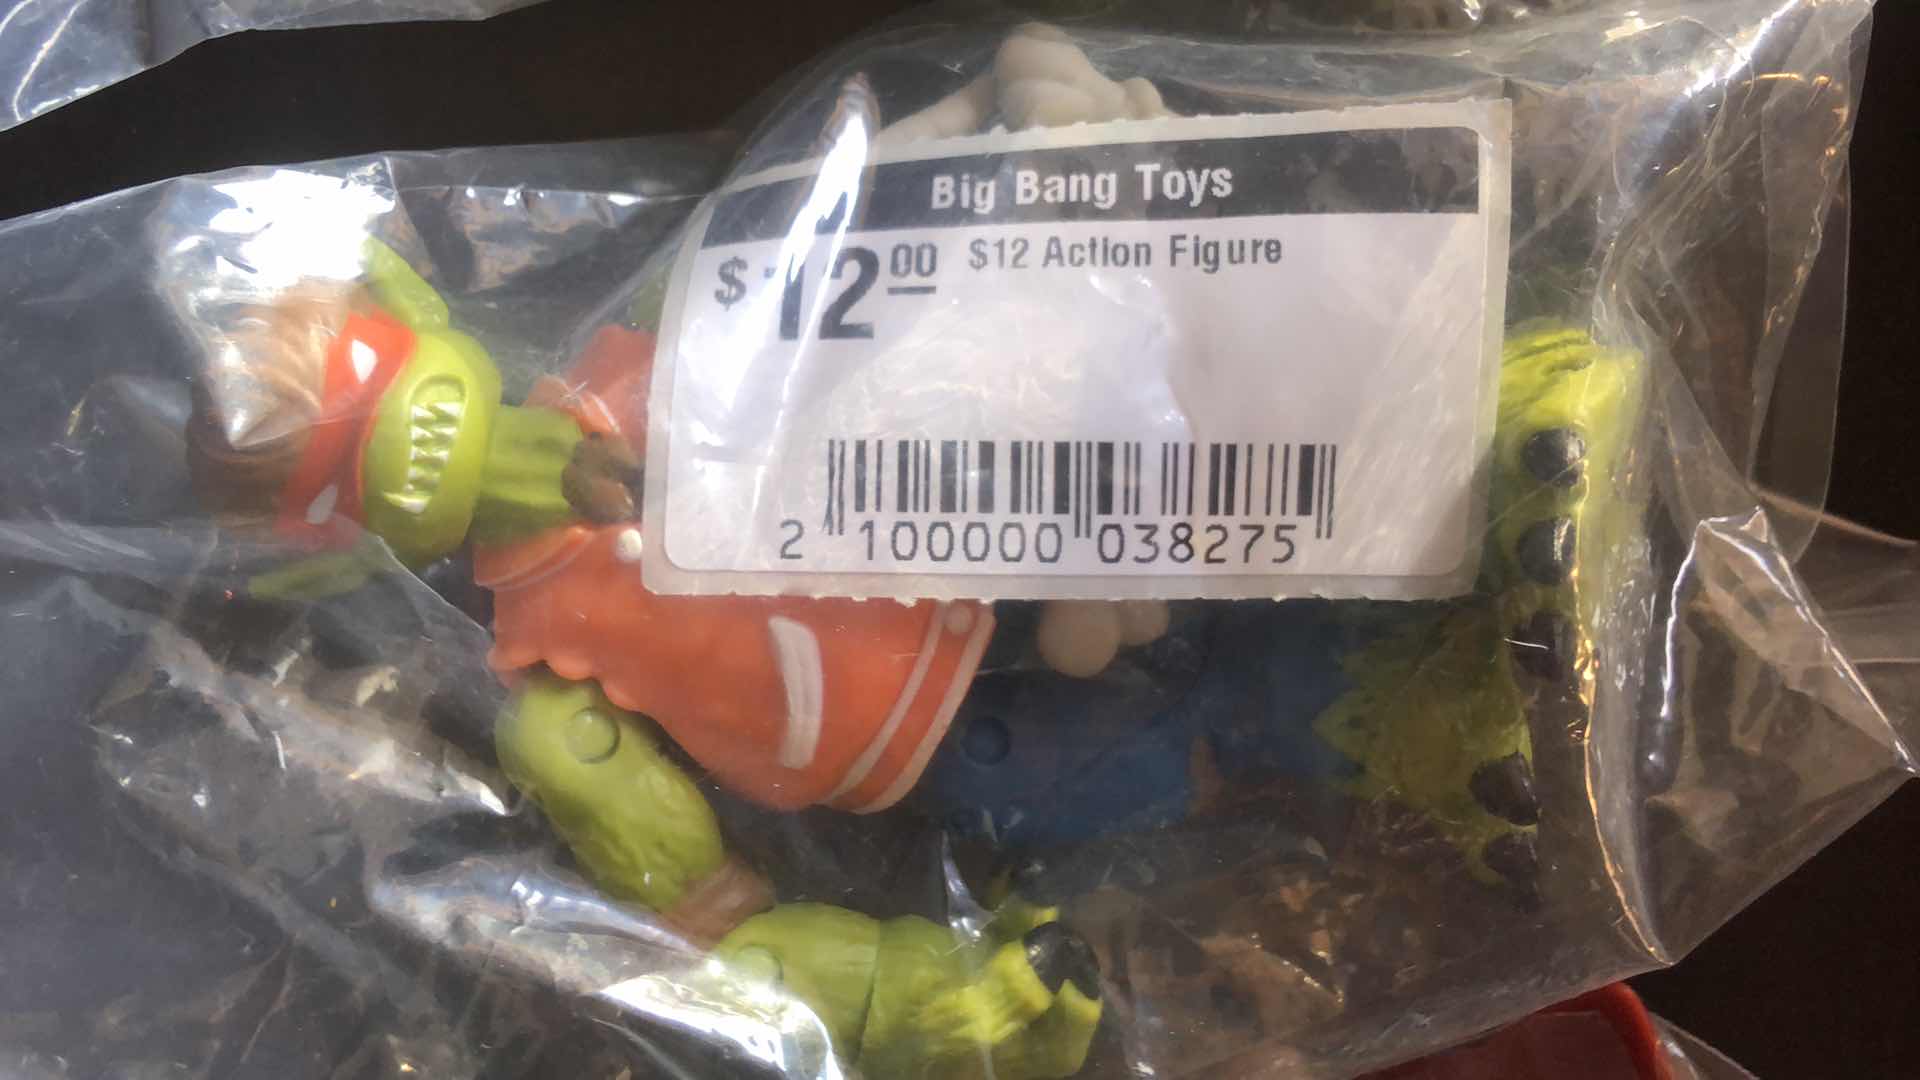 Big Bang Toys
$12 00 $12 Action Figure
2 100000 038275